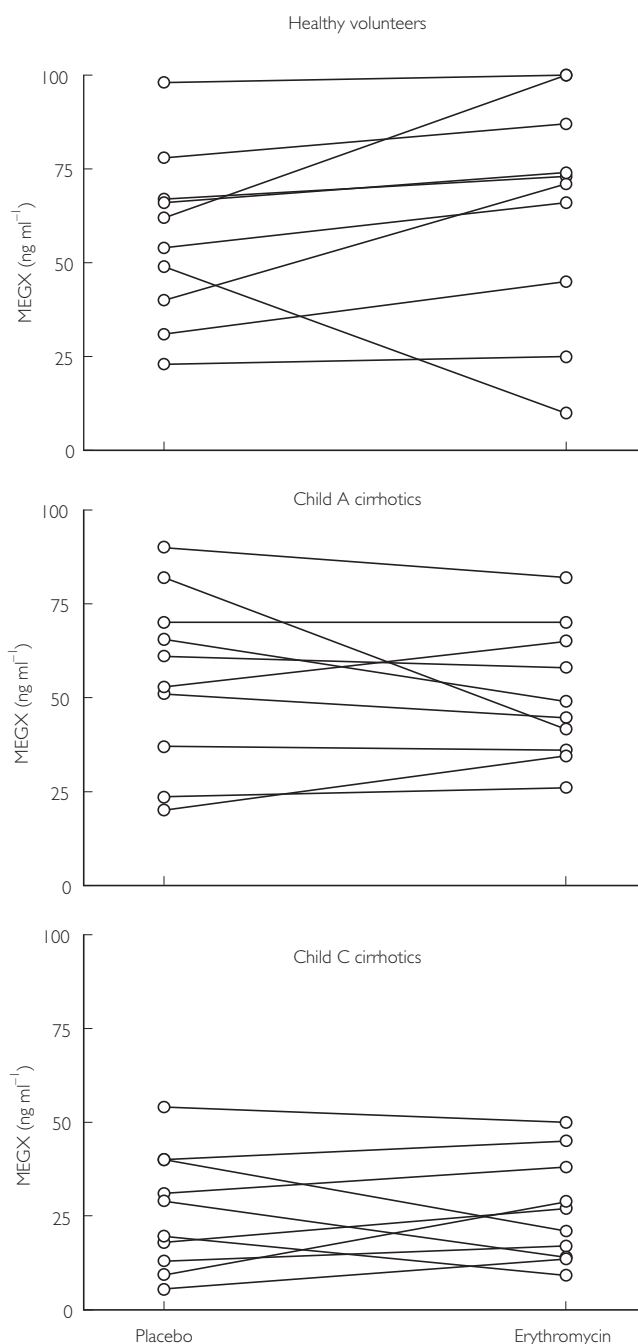 Healthy volunteers
100
75
50
25
0
MEGX (ng ml⁻¹)
Child A cirrhotics
100
75
50
25
0
MEGX (ng ml⁻¹)
Child C cirrhotics
100
75
50
25
0
MEGX (ng ml⁻¹)
Placebo Erythromycin